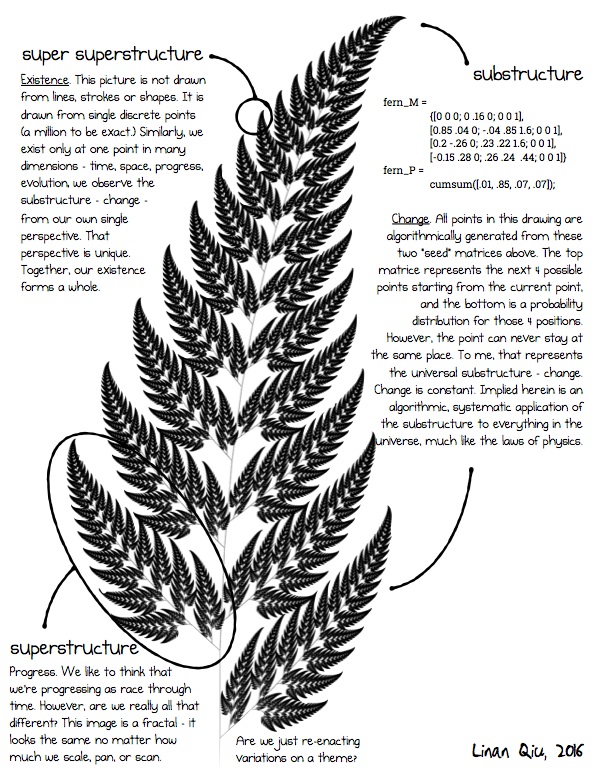 super superstructure
Existence. This picture is not drawn
from lines, strokes or shapes. It is
drawn from single discrete points
(a million to be exact.) Similarly, we
exist only at one point in many
dimensions - time, space, progress,
evolution, we observe the
substructure - change -
from our own single
perspective. That
perspective is unique.
Together, our existence
forms a whole.
substructure
fern_M =
{[0 0 0; 0 .16 0; 0 0 1],
[0.85 .04 0; -.04 .85 1.6; 0 0 1],
[0.2 -.26 0; .23 .22 1.6; 0 0 1],
[-0.15 .28 0; .26 .24 .44; 0 0 1]}
fern_P =
cumsum([.01, .85, .07, .07]);
Change. All points in this drawing are
algorithmically generated from these
two "seed" matrices above. The top
matrix represents the next 4 possible
points starting from the current point,
and the bottom is a probability
distribution for those 4 positions.
However, the point can never stay at
the same place. To me, that represents
the universal substructure - change.
Change is constant. Implied herein is an
algorithmic, systematic application of
the substructure to everything in the
universe, much like the laws of physics.
superstructure
Progress. We like to think that
we're progressing as race through
time. However, are we really all that
different? This image is a fractal - it
looks the same no matter how
much we scale, pan, or scan.
Are we just re-enacting
variations on a theme?
Linan Qiu, 2016